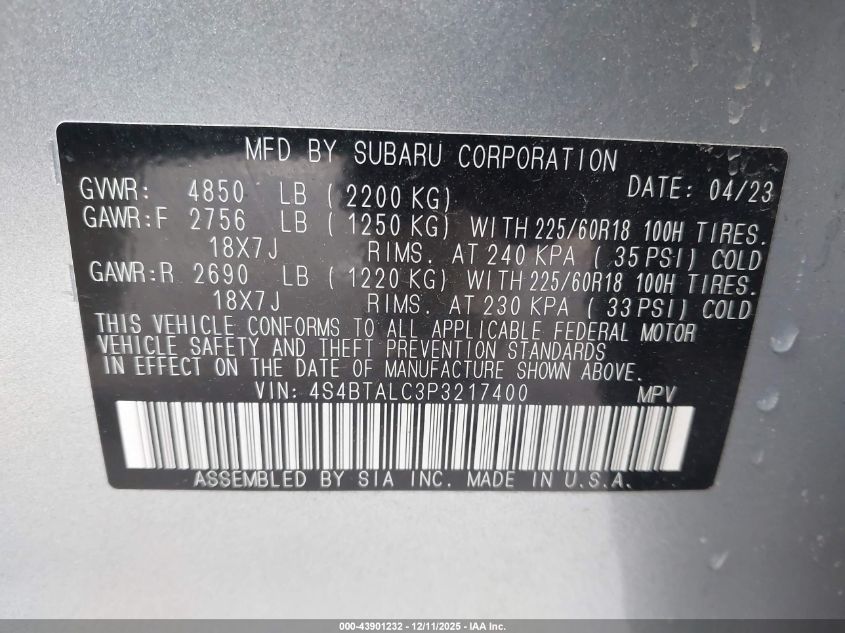 MFD BY SUBARU CORPORATION
GVWR: 4850 LB ( 2200 KG) DATE: 04/23
GAWR:F 2756 LB ( 1250 KG) WITH 225/60R18 100H TIRES.
18X7J RIMS. AT 240 KPA ( 35 PSI) COLD
GAWR:R 2690 LB ( 1220 KG) WITH 225/60R18 100H TIRES.
18X7J RIMS. AT 230 KPA ( 33 PSI) COLD
THIS VEHICLE CONFORMS TO ALL APPLICABLE FEDERAL MOTOR
VEHICLE SAFETY AND THEFT PREVENTION STANDARDS
IN EFFECT ON THE DATE OF MANUFACTURE SHOWN ABOVE.
VIN: 4S4BTALC3P3217400 MPV
ASSEMBLED BY SIA INC. MADE IN U.S.A.
000-43901232 - 12/11/2025 - IAA Inc.